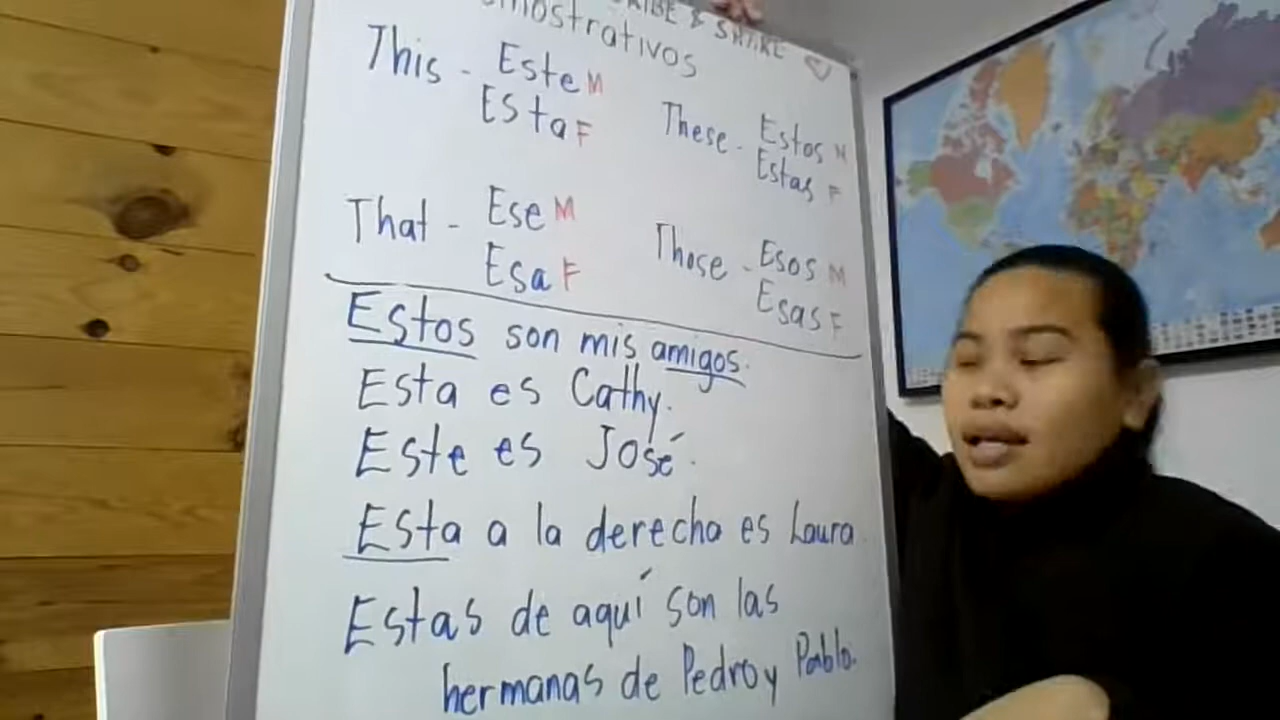 & SHARE
This - Este M
Esta F
These - Estos M
Estas F
That - Ese M
Esa F
Those - Esos M
Esas F
Estos son mis amigos.
Esta es Cathy.
Este es José.
Esta a la derecha es Laura
Estas de aquí son las
hermanas de Pedro y Pablo.